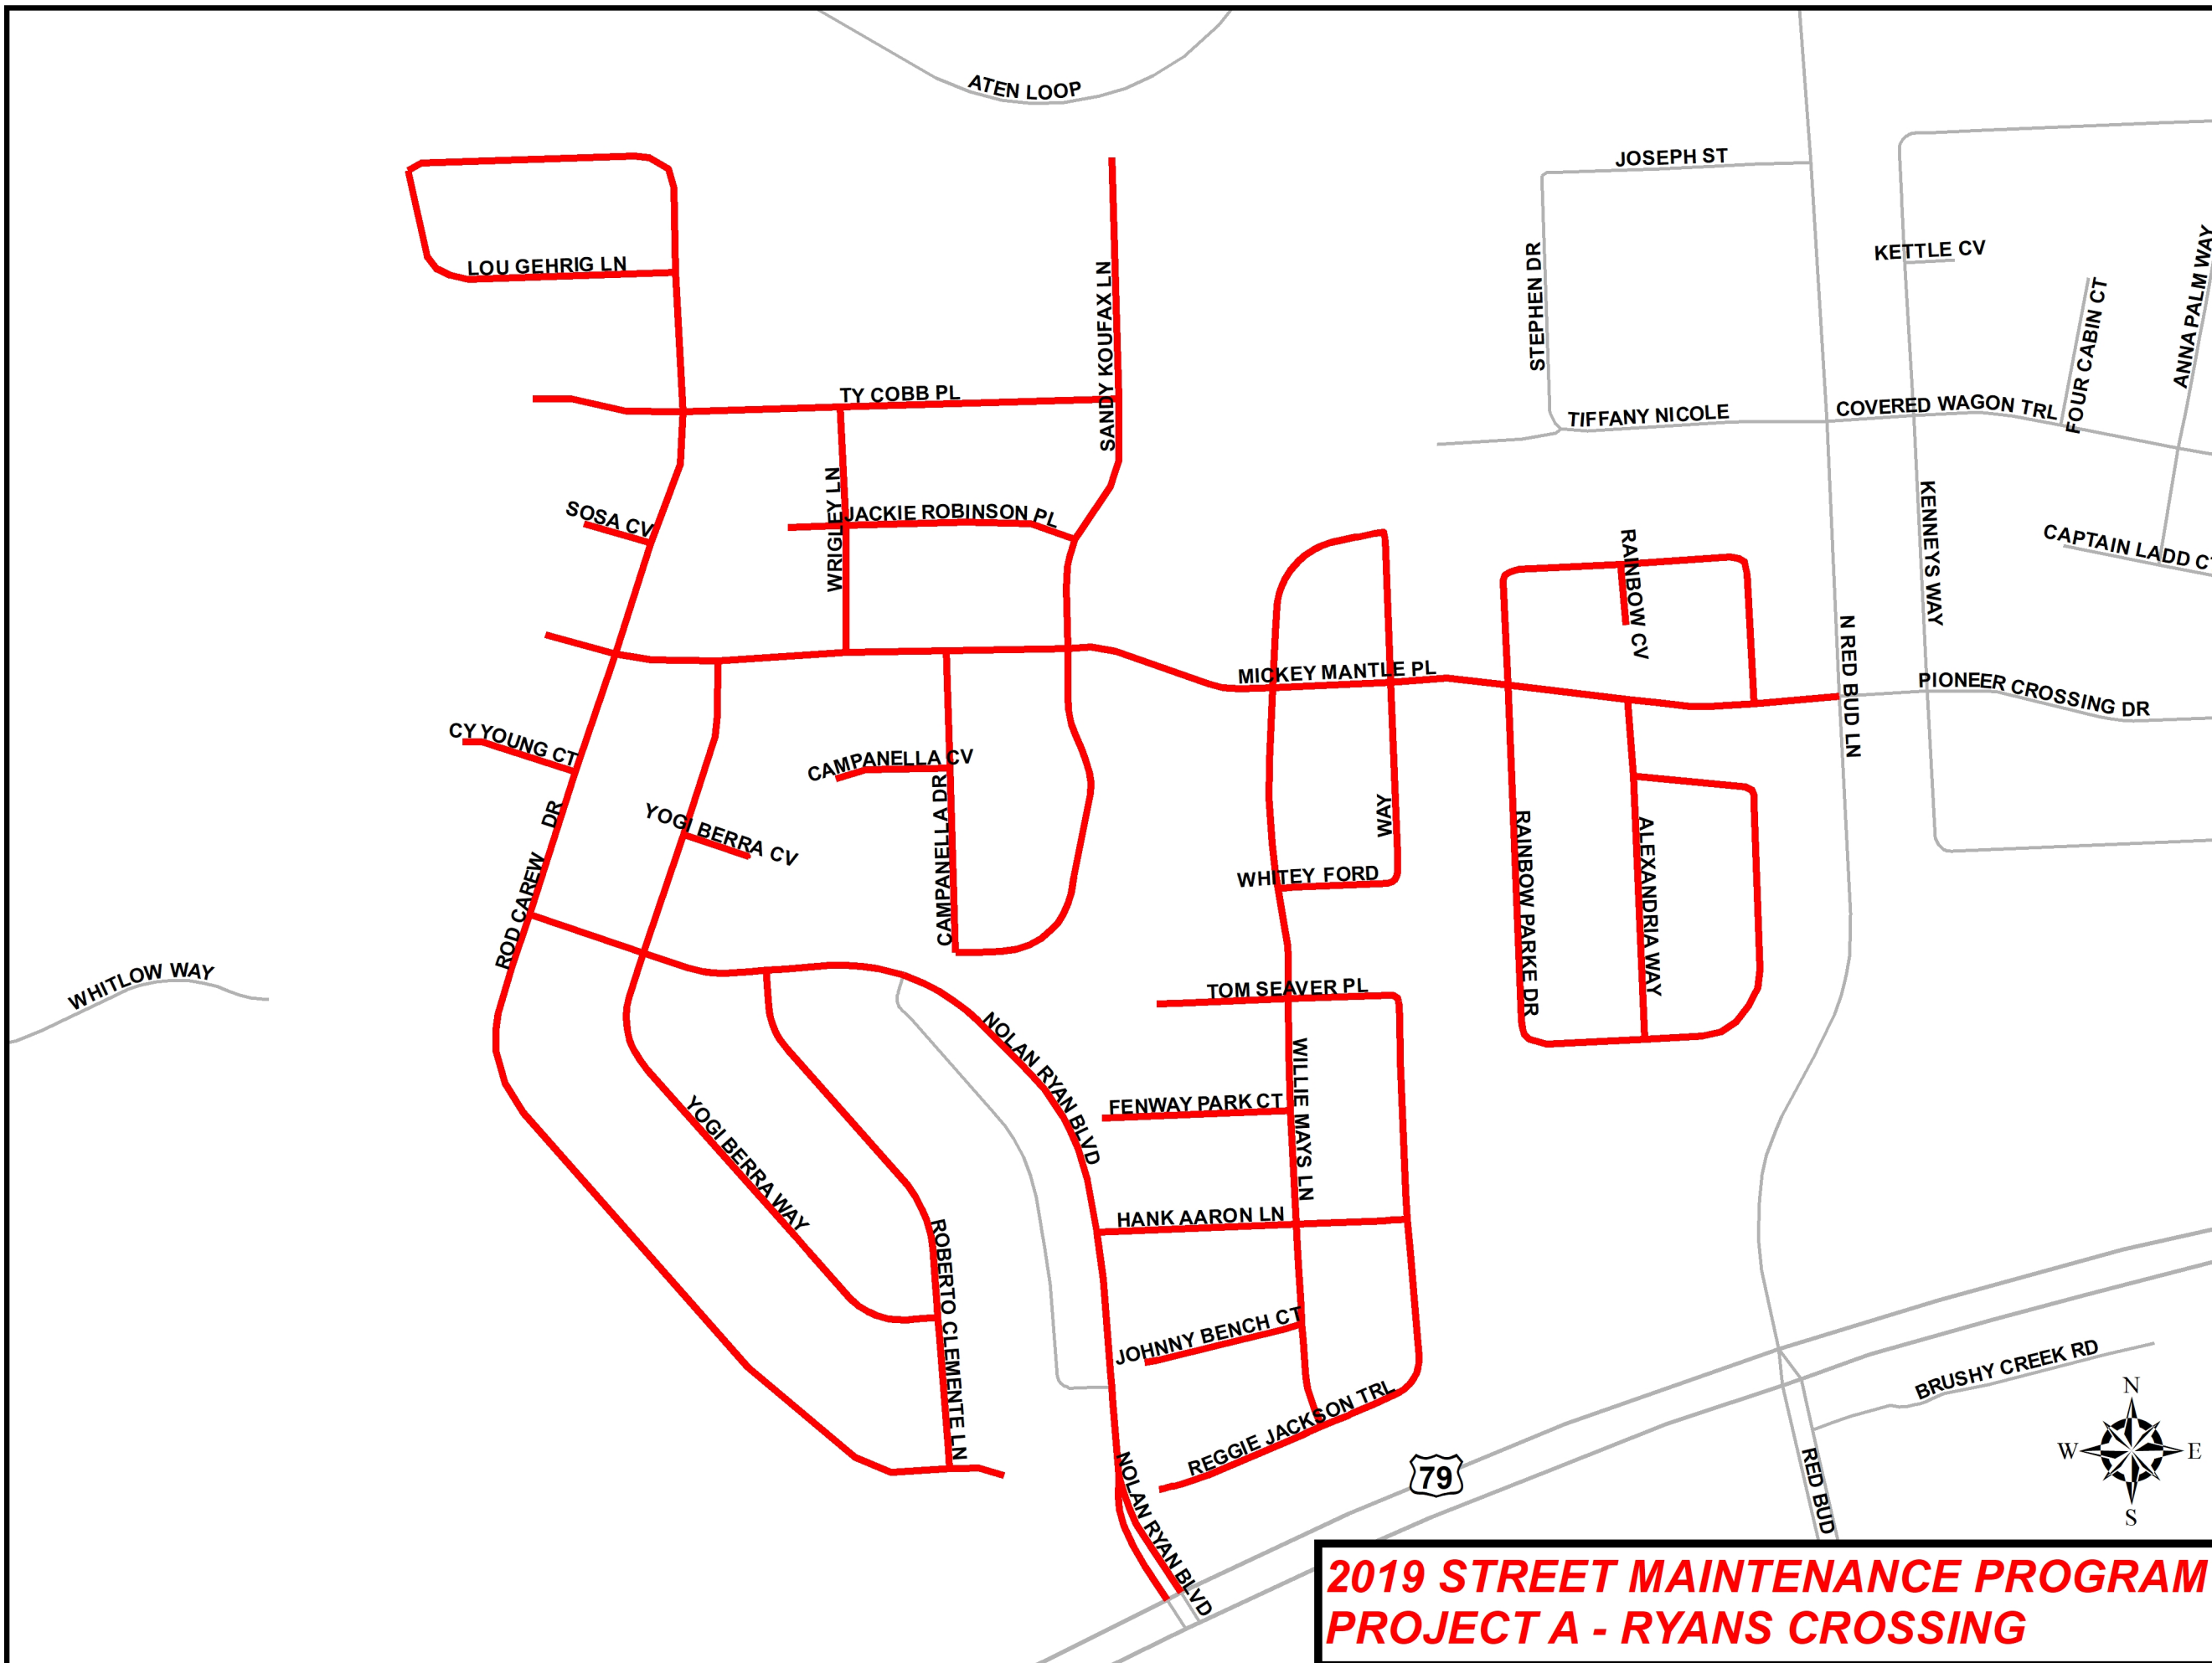 ATEN LOOP
JOSEPH ST
LOU GEHRIG LN
KETTLE CV
STEPHEN DR
SANDY KOUFAX LN
FOUR CABIN CT
ANNA PALM WAY
TY COBB PL
TIFFANY NICOLE
COVERED WAGON TRL
SOSA CV
WRIGLEY LN
JACKIE ROBINSON PL
RAINBOW CV
KENNEYS WAY
CAPTAIN LADD CT
MICKEY MANTLE PL
N RED BUD LN
PIONEER CROSSING DR
CY YOUNG CT
CAMPANELLA CV
YOGI BERRA CV
CAMPANELLA DR
WHITEY FORD WAY
RAINBOW PARKE DR
ALEXANDRIA WAY
ROD CAREW DR
WHITLOW WAY
TOM SEAVER PL
NOLAN RYAN BLVD
WILLIE MAYS LN
FENWAY PARK CT
YOGI BERRA WAY
HANK AARON LN
ROBERTO CLEMENTE LN
JOHNNY BENCH CT
REGGIE JACKSON TRL
BRUSHY CREEK RD
NOLAN RYAN BLVD
79
RED BUD
N
W E
S
2019 STREET MAINTENANCE PROGRAM
PROJECT A - RYANS CROSSING